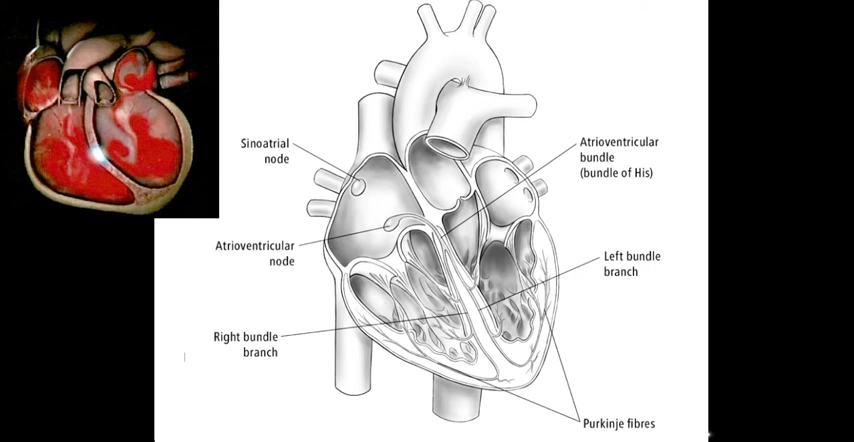 Sinoatrial
node
Atrioventricular
bundle
(bundle of His)
Atrioventricular
node
Left bundle
branch
Right bundle
branch
Purkinje fibres